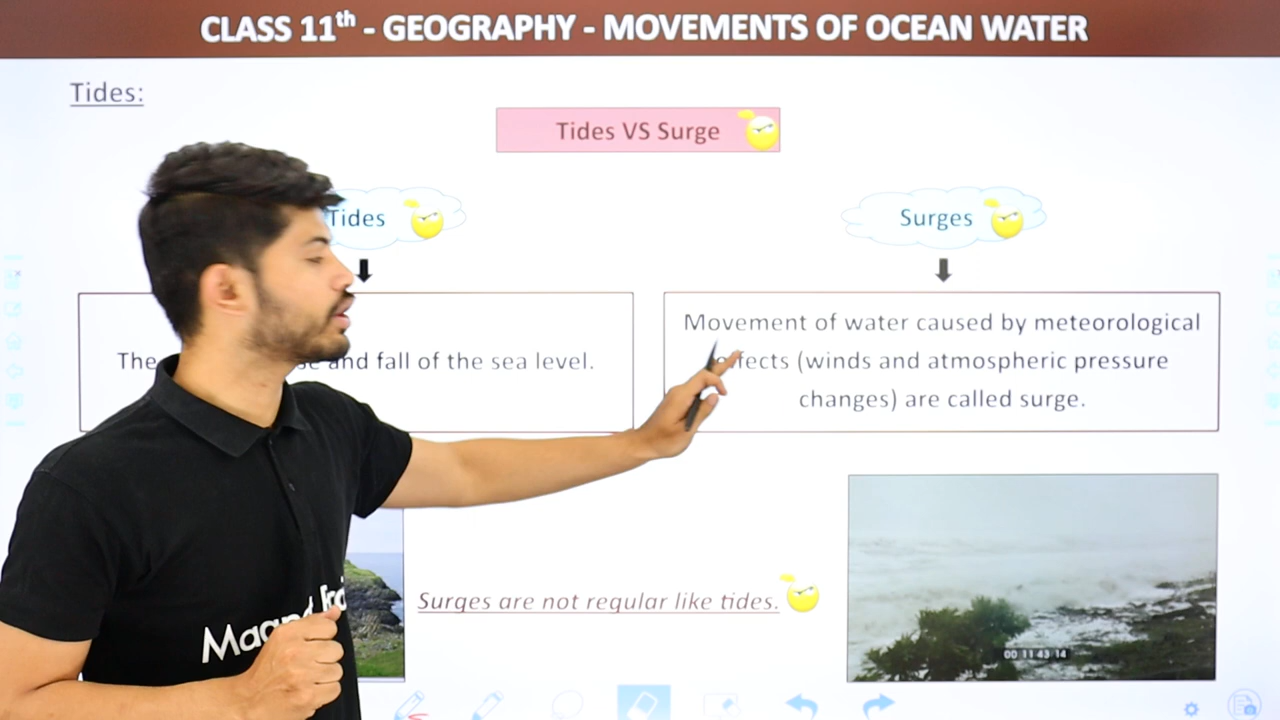 CLASS 11th - GEOGRAPHY - MOVEMENTS OF OCEAN WATER
Tides:
Tides VS Surge
Tides
Surges
The and fall of the sea level.
Movement of water caused by meteorological
effects (winds and atmospheric pressure
changes) are called surge.
Surges are not regular like tides.
00 11 43 14